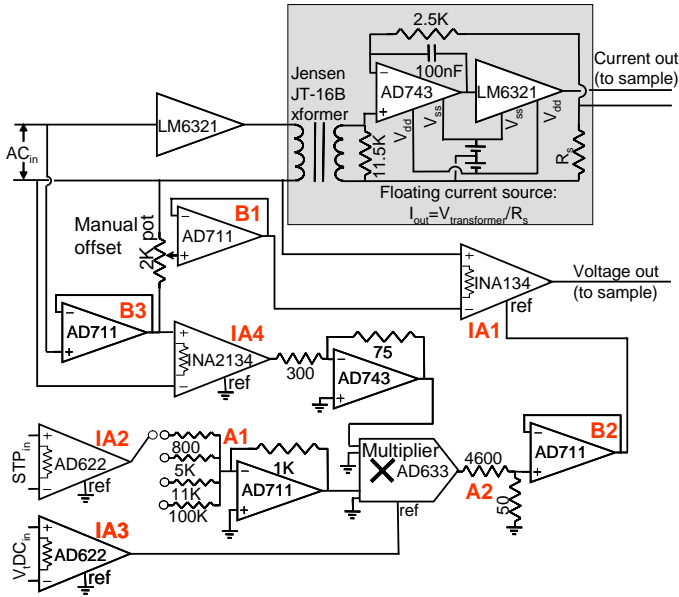 2.5K
100nF
Jensen
JT-16B
xformer
AD743
LM6321
Current out
(to sample)
V_dd
V_ss
V_ss
V_dd
LM6321
AC_in
11.5K
R_s
Floating current source:
I_out=V_transformer/R_s
Manual
offset
2K pot
B1
AD711
INA134
ref
IA1
Voltage out
(to sample)
B3
AD711
IA4
INA2134
ref
300
75
AD743
STP_in
IA2
AD622
ref
800
5K
11K
100K
A1
1K
AD711
Multiplier
AD633
ref
4600
A2
50
B2
AD711
V_tDC_in
IA3
AD622
ref